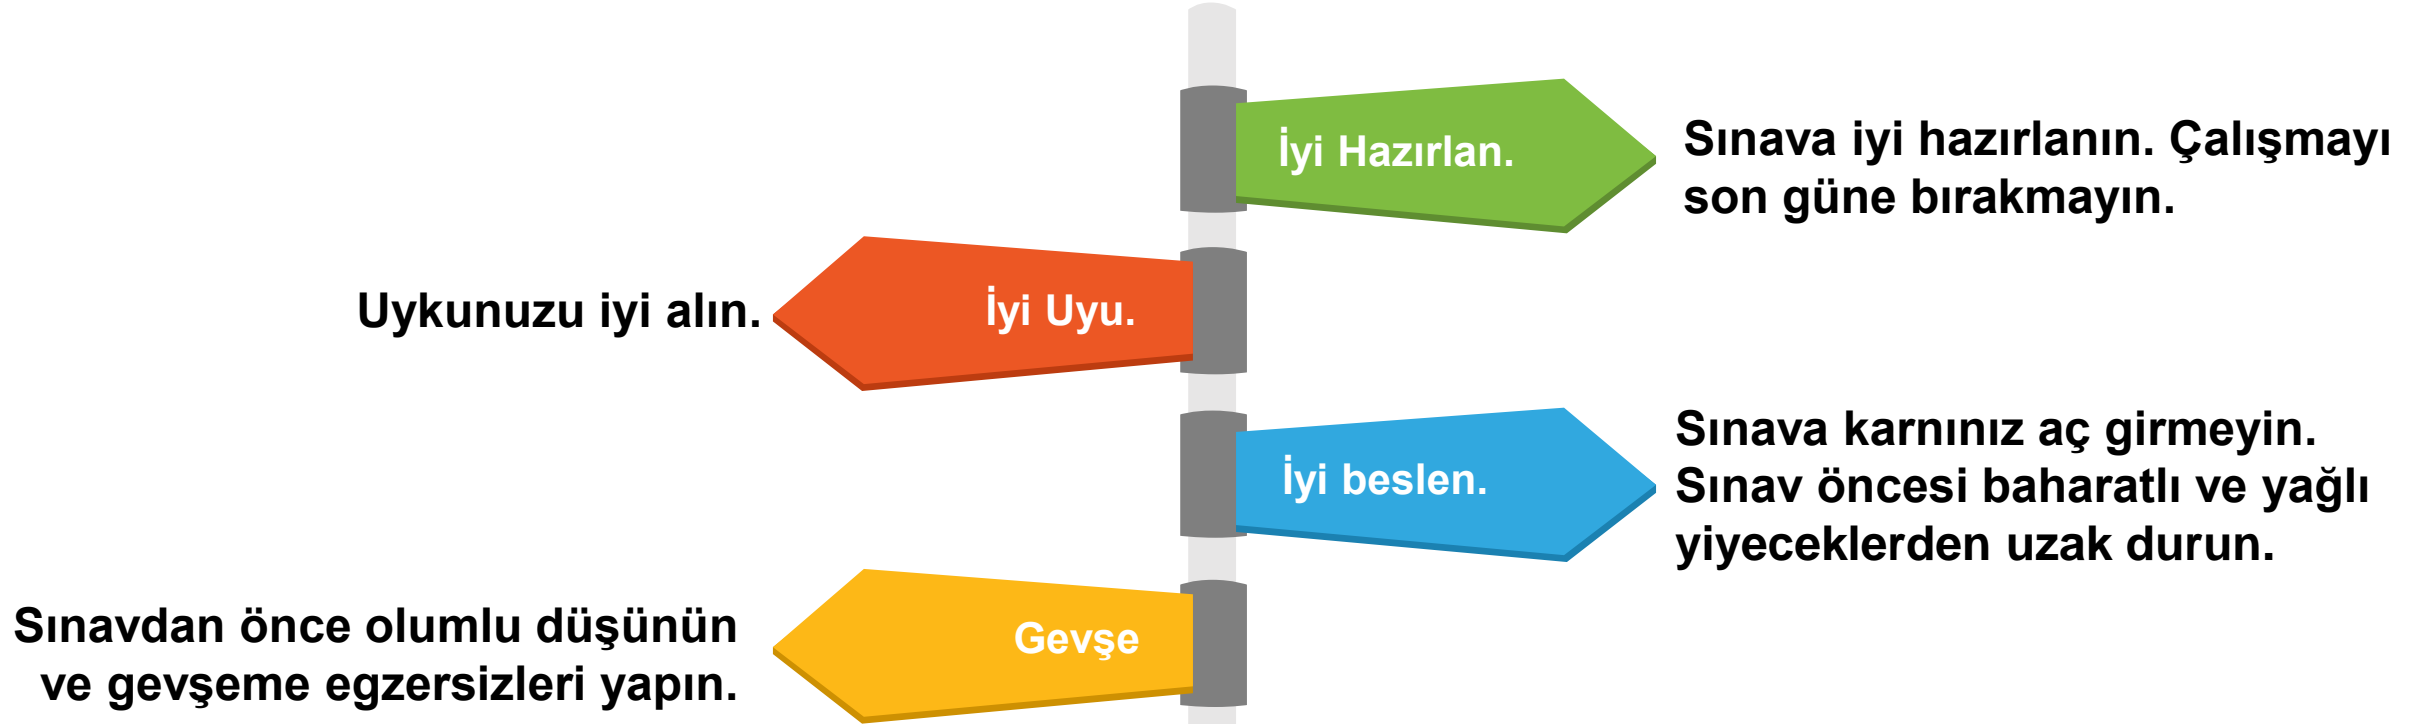 İyi Hazırlan.
Sınava iyi hazırlanın. Çalışmayı
son güne bırakmayın.
Uykunuzu iyi alın.
İyi Uyu.
İyi beslen.
Sınava karnınız aç girmeyin.
Sınav öncesi baharatlı ve yağlı
yiyeceklerden uzak durun.
Gevşe
Sınavdan önce olumlu düşünün
ve gevşeme egzersizleri yapın.